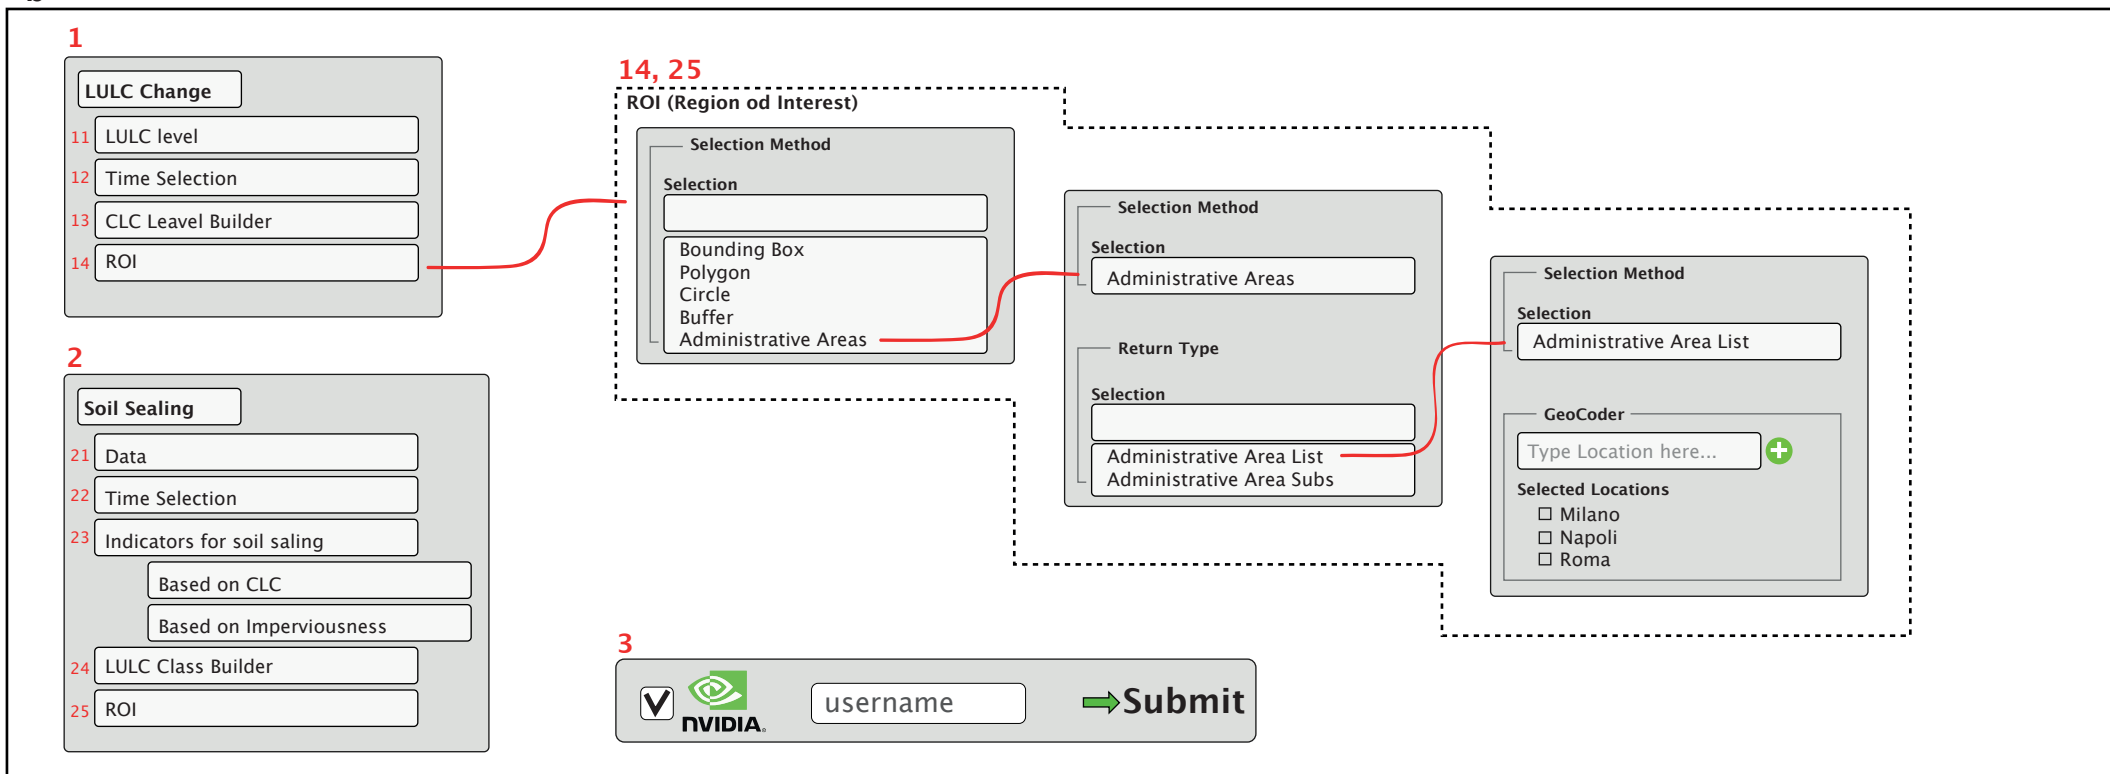 1
LULC Change
11 LULC level
12 Time Selection
13 CLC Leavel Builder
14 ROI
2
Soil Sealing
21 Data
22 Time Selection
23 Indicators for soil saling
Based on CLC
Based on Imperviousness
24 LULC Class Builder
25 ROI
14, 25
ROI (Region od Interest)
Selection Method
Selection
Bounding Box
Polygon
Circle
Buffer
Administrative Areas
Selection Method
Selection
Administrative Areas
Return Type
Selection
Administrative Area List
Administrative Area Subs
Selection Method
Selection
Administrative Area List
GeoCoder
Type Location here...
Selected Locations
Milano
Napoli
Roma
3
NVIDIA.
username
Submit